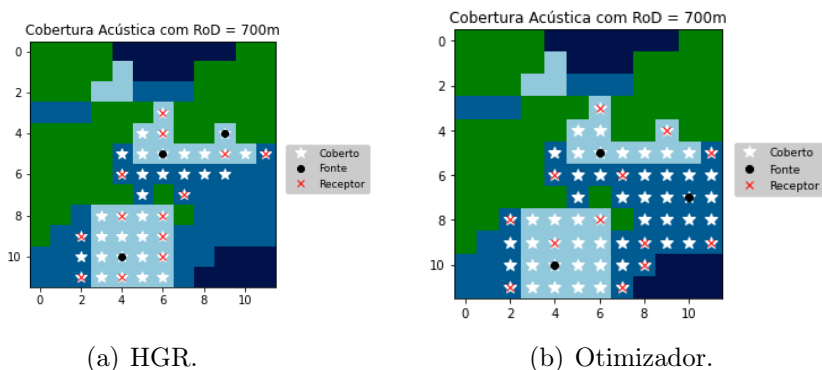 Cobertura Acústica com RoD = 700m
0
2
4
6
8
10
0 2 4 6 8 10
Coberto
Fonte
Receptor
(a) HGR.
Cobertura Acústica com RoD = 700m
0
2
4
6
8
10
0 2 4 6 8 10
Coberto
Fonte
Receptor
(b) Otimizador.